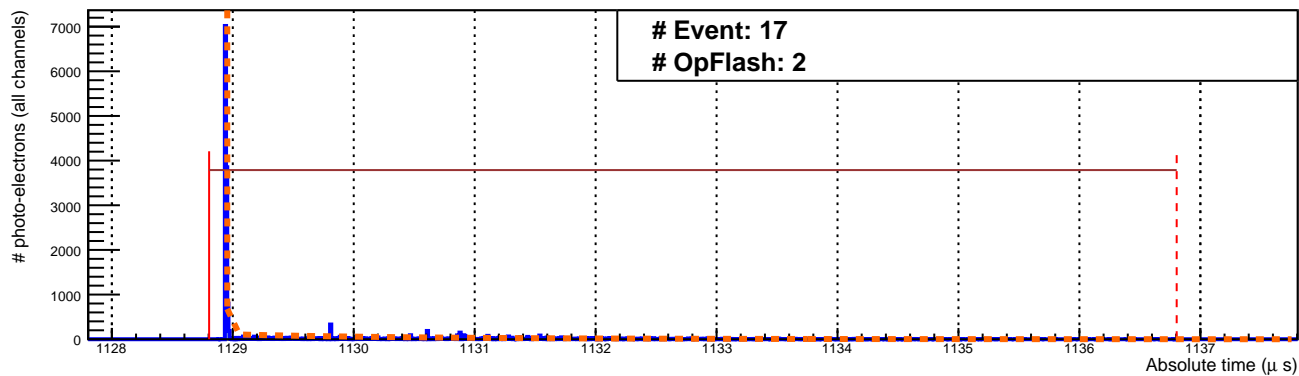 # Event: 17
# OpFlash: 2
# photo-electrons (all channels)
7000
6000
5000
4000
3000
2000
1000
0
1128 1129 1130 1131 1132 1133 1134 1135 1136 1137
Absolute time (μ s)